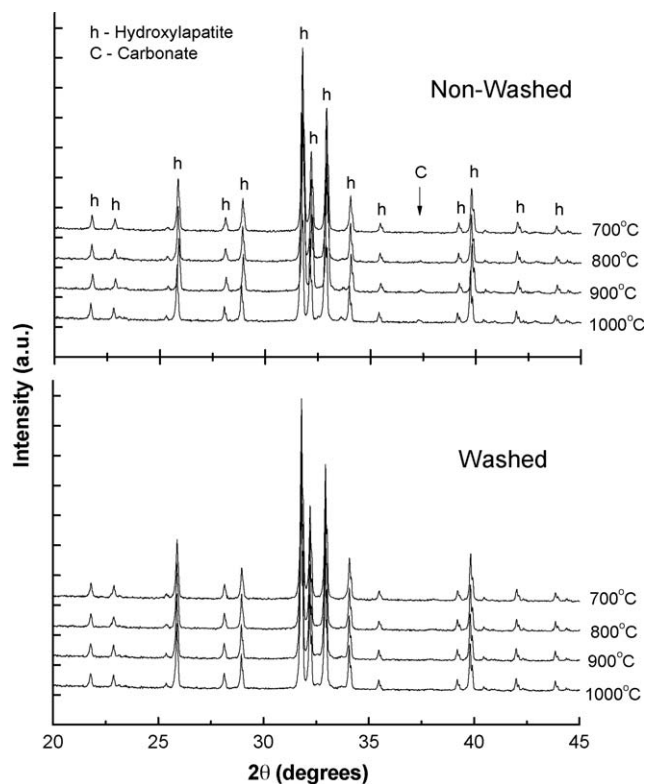 h - Hydroxylapatite
C - Carbonate
Non-Washed
h
h
h
h
h
h
h
h
h
h
C
h
h
h
h
700°C
800°C
900°C
1000°C
Intensity (a.u.)
Washed
700°C
800°C
900°C
1000°C
20 25 30 35 40 45
2θ (degrees)